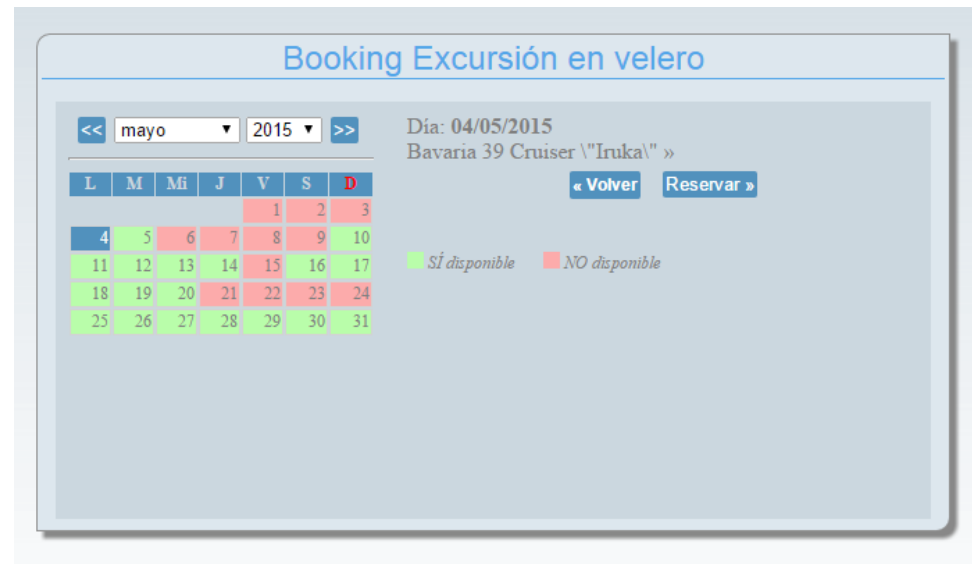 Booking Excursión en velero
<< mayo 2015 >>
L M Mi J V S D
1 2 3
4 5 6 7 8 9 10
11 12 13 14 15 16 17
18 19 20 21 22 23 24
25 26 27 28 29 30 31
Día: 04/05/2015
Bavaria 39 Cruiser \"Iruka\" »
« Volver Reservar »
SÍ disponible NO disponible